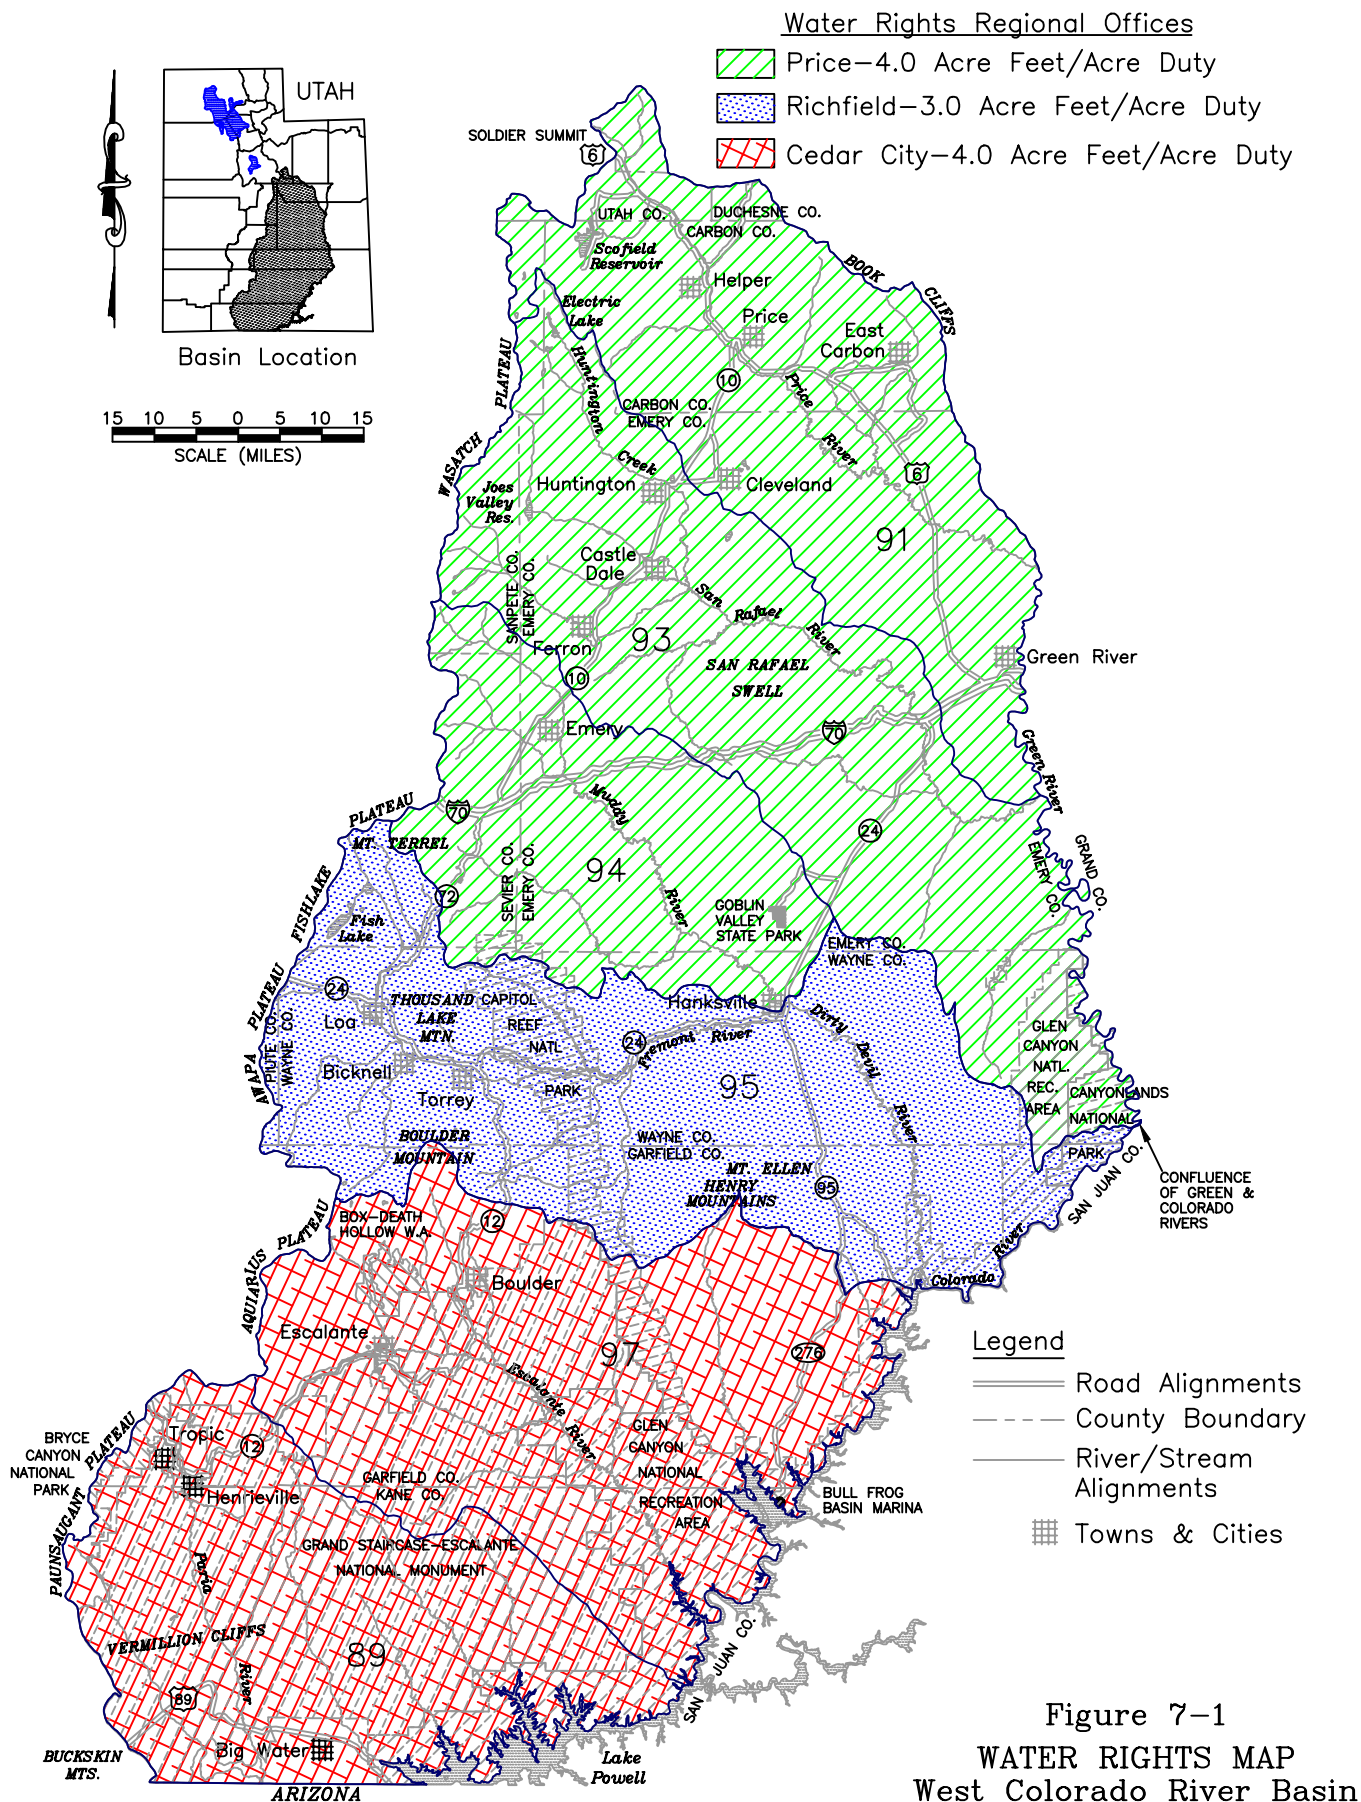 Water Rights Regional Offices
Price-4.0 Acre Feet/Acre Duty
Richfield-3.0 Acre Feet/Acre Duty
Cedar City-4.0 Acre Feet/Acre Duty
UTAH
Basin Location
15 10 5 0 5 10 15
SCALE (MILES)
SOLDIER SUMMIT
6
UTAH CO.
DUCHESNE CO.
CARBON CO.
Scofield
Reservoir
BOOK
CLIFFS
Helper
Electric
Lake
Price
East
Carbon
WASATCH
PLATEAU
Huntington
Creek
10
Price
River
CARBON CO.
EMERY CO.
6
Joes
Valley
Res.
Huntington
Cleveland
91
Castle
Dale
SANPETE CO.
EMERY CO.
San
Rafael
River
Ferron
93
SAN RAFAEL
SWELL
Green River
10
Emery
70
Green River
PLATEAU
70
Muddy
River
MT. TERREL
24
GRAND CO.
EMERY CO.
FISHLAKE
SEVIER CO.
EMERY CO.
94
72
Fish
Lake
GOBLIN
VALLEY
STATE PARK
EMERY CO.
WAYNE CO.
PLATEAU
AWAPA
24
THOUSAND
LAKE
MTN.
CAPITOL
REEF
NATL
PARK
Hanksville
PIUTE CO.
WAYNE CO.
Loa
24
Fremont River
Dirty
Devil
River
GLEN
CANYON
NATL.
REC.
AREA
Bicknell
Torrey
95
CANYONLANDS
NATIONAL
PARK
BOULDER
MOUNTAIN
WAYNE CO.
GARFIELD CO.
MT. ELLEN
HENRY
MOUNTAINS
95
SAN JUAN CO.
CONFLUENCE
OF GREEN &
COLORADO
RIVERS
AQUIARIUS
PLATEAU
BOX-DEATH
HOLLOW W.A.
12
Colorado
River
Boulder
Escalante
97
276
Escalante River
Legend
Road Alignments
County Boundary
River/Stream
Alignments
Towns & Cities
BRYCE
CANYON
NATIONAL
PARK
PAUNSAUGANT
PLATEAU
Tropic
12
Henrieville
GARFIELD CO.
KANE CO.
GLEN
CANYON
NATIONAL
RECREATION
AREA
BULL FROG
BASIN MARINA
GRAND STAIRCASE-ESCALANTE
NATIONAL MONUMENT
Paria
River
VERMILLION CLIFFS
89
89
SAN JUAN CO.
Big Water
BUCKSKIN
MTS.
Lake
Powell
ARIZONA
Figure 7-1
WATER RIGHTS MAP
West Colorado River Basin